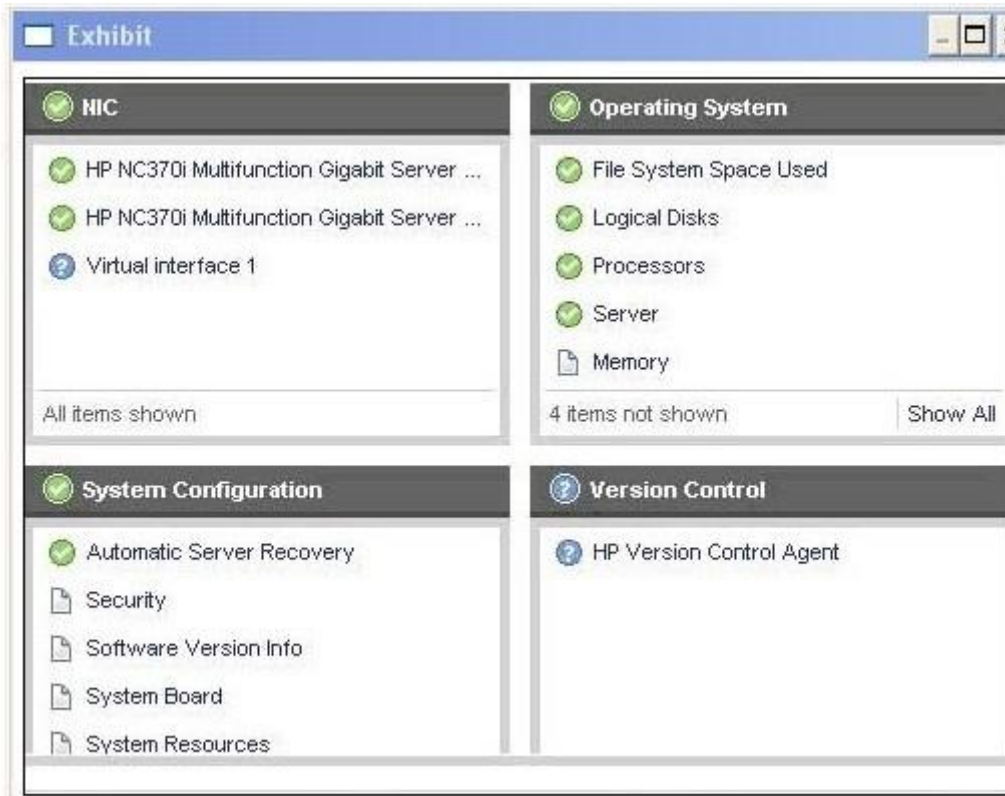 Exhibit
NIC
HP NC370i Multifunction Gigabit Server ...
HP NC370i Multifunction Gigabit Server ...
Virtual interface 1
All items shown
Operating System
File System Space Used
Logical Disks
Processors
Server
Memory
4 items not shown
Show All
System Configuration
Automatic Server Recovery
Security
Software Version Info
System Board
System Resources
Version Control
HP Version Control Agent